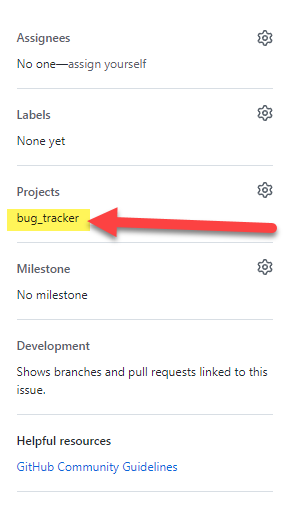 Assignees
No one—assign yourself
Labels
None yet
Projects
bug_tracker
Milestone
No milestone
Development
Shows branches and pull requests linked to this
issue.
Helpful resources
GitHub Community Guidelines